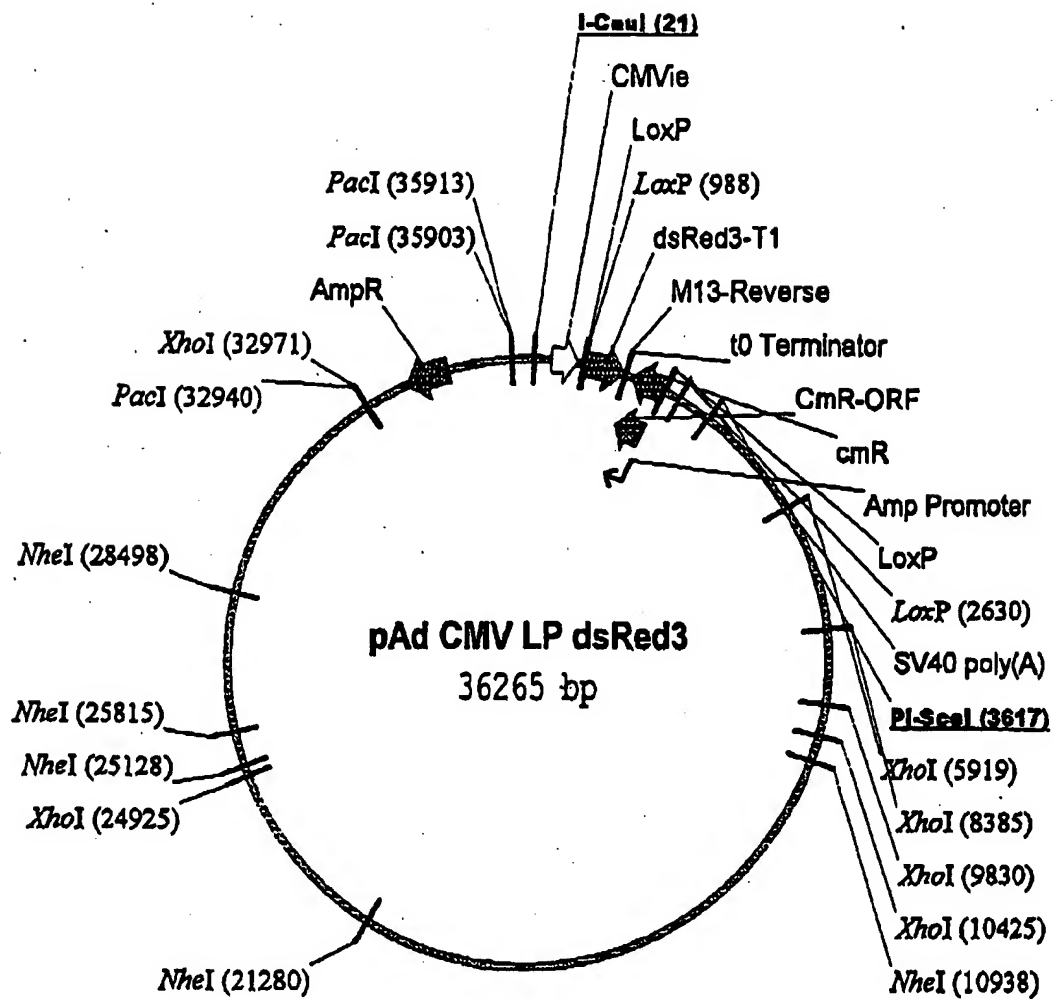 I-CeuI (21)
CMVie
LoxP
LoxP (988)
dsRed3-T1
M13-Reverse
t0 Terminator
CmR-ORF
cmR
Amp Promoter
LoxP
LoxP (2630)
SV40 poly(A)
PI-SceI (3617)
XhoI (5919)
XhoI (8385)
XhoI (9830)
XhoI (10425)
NheI (10938)
PacI (35913)
PacI (35903)
AmpR
XhoI (32971)
PacI (32940)
NheI (28498)
NheI (25815)
NheI (25128)
XhoI (24925)
NheI (21280)
pAd CMV LP dsRed3
36265 bp